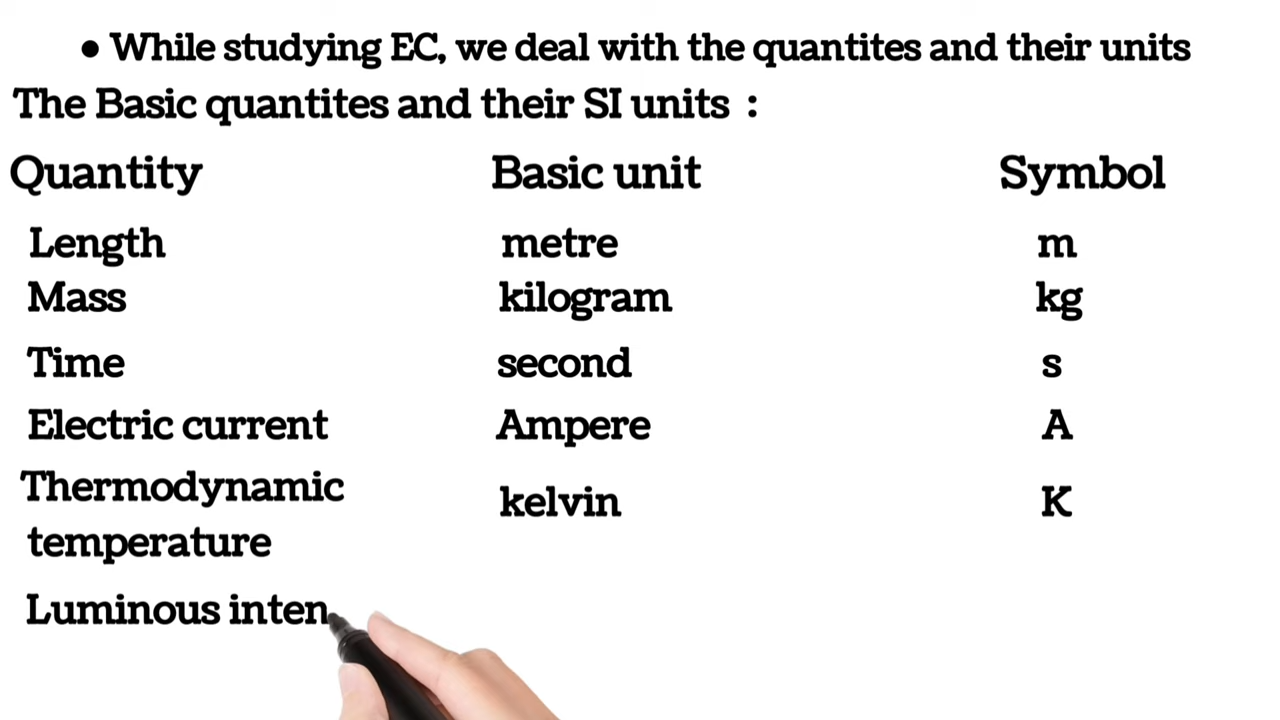 ● While studying EC, we deal with the quantites and their units
The Basic quantites and their SI units :
Quantity Basic unit Symbol
Length metre m
Mass kilogram kg
Time second s
Electric current Ampere A
Thermodynamic
temperature kelvin K
Luminous inten